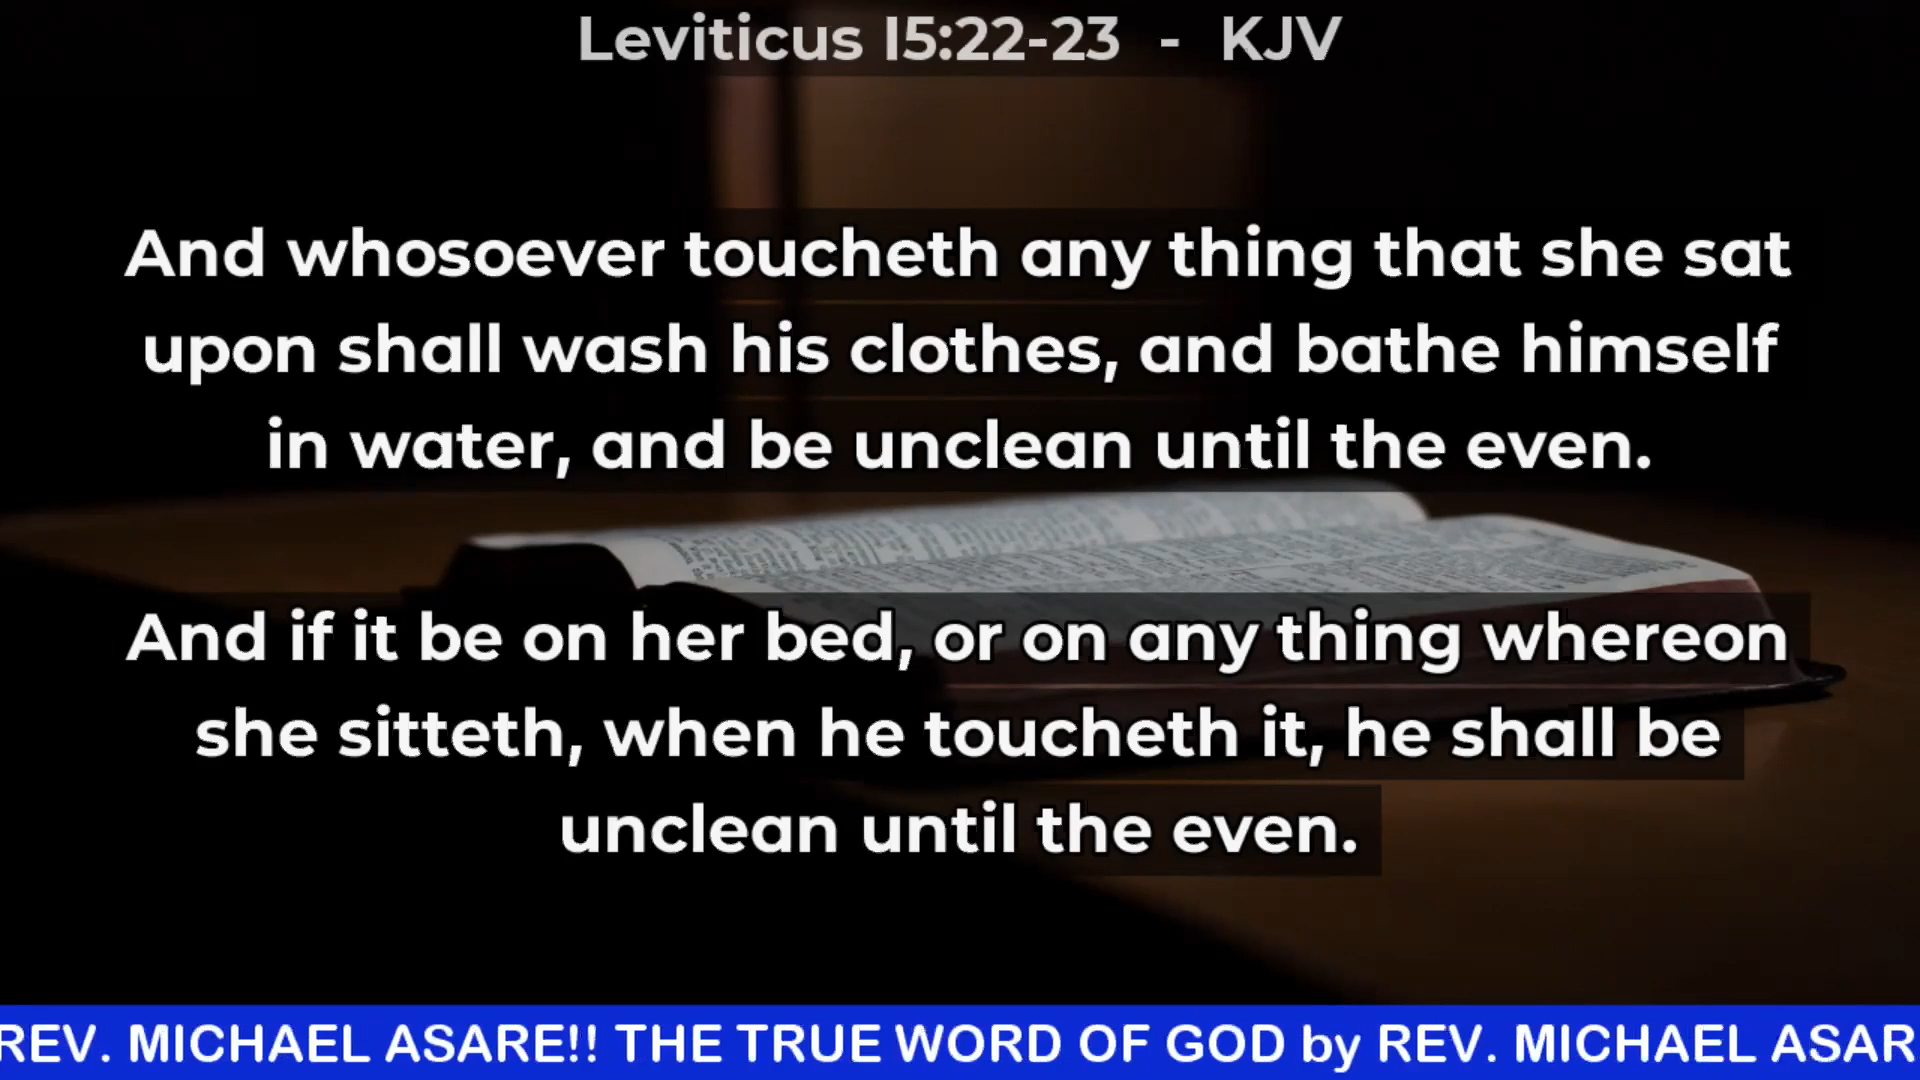 Leviticus 15:22-23 - KJV
And whosoever toucheth any thing that she sat
upon shall wash his clothes, and bathe himself
in water, and be unclean until the even.
And if it be on her bed, or on any thing whereon
she sitteth, when he toucheth it, he shall be
unclean until the even.
REV. MICHAEL ASARE!! THE TRUE WORD OF GOD by REV. MICHAEL ASAR